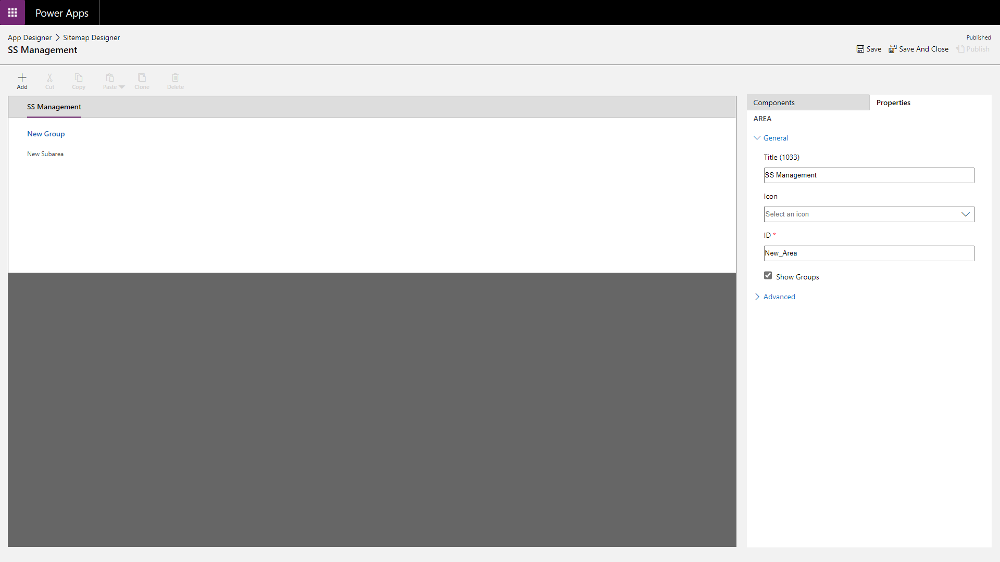 Power Apps
App Designer
Sitemap Designer
SS Management
Published
Save
Save And Close
Publish
Add
Cut
Copy
Paste
Clone
Delete
SS Management
New Group
New Subarea
Components
Properties
AREA
General
Title (1033)
SS Management
Icon
Select an icon
ID *
New_Area
Show Groups
Advanced